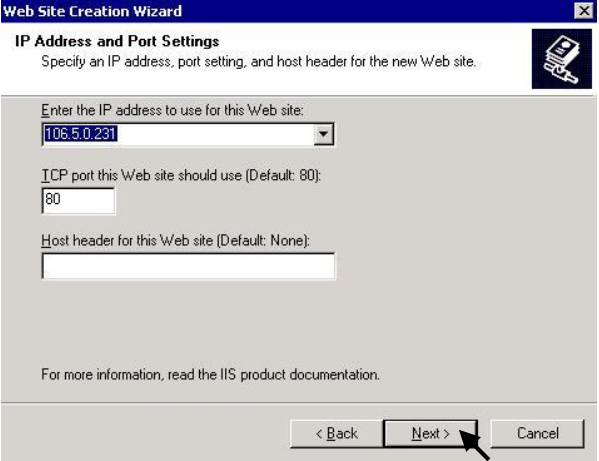 Web Site Creation Wizard
IP Address and Port Settings
Specify an IP address, port setting, and host header for the new Web site.
Enter the IP address to use for this Web site:
106.5.0.231
TCP port this Web site should use (Default: 80):
80
Host header for this Web site (Default: None):
For more information, read the IIS product documentation.
< Back Next > Cancel